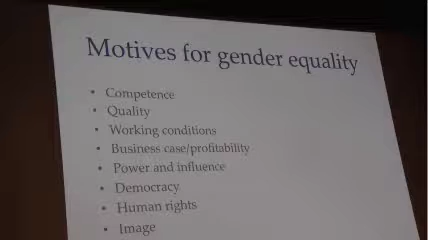 Motives for gender equality
• Competence
• Quality
• Working conditions
• Business case/profitability
• Power and influence
• Democracy
• Human rights
• Image